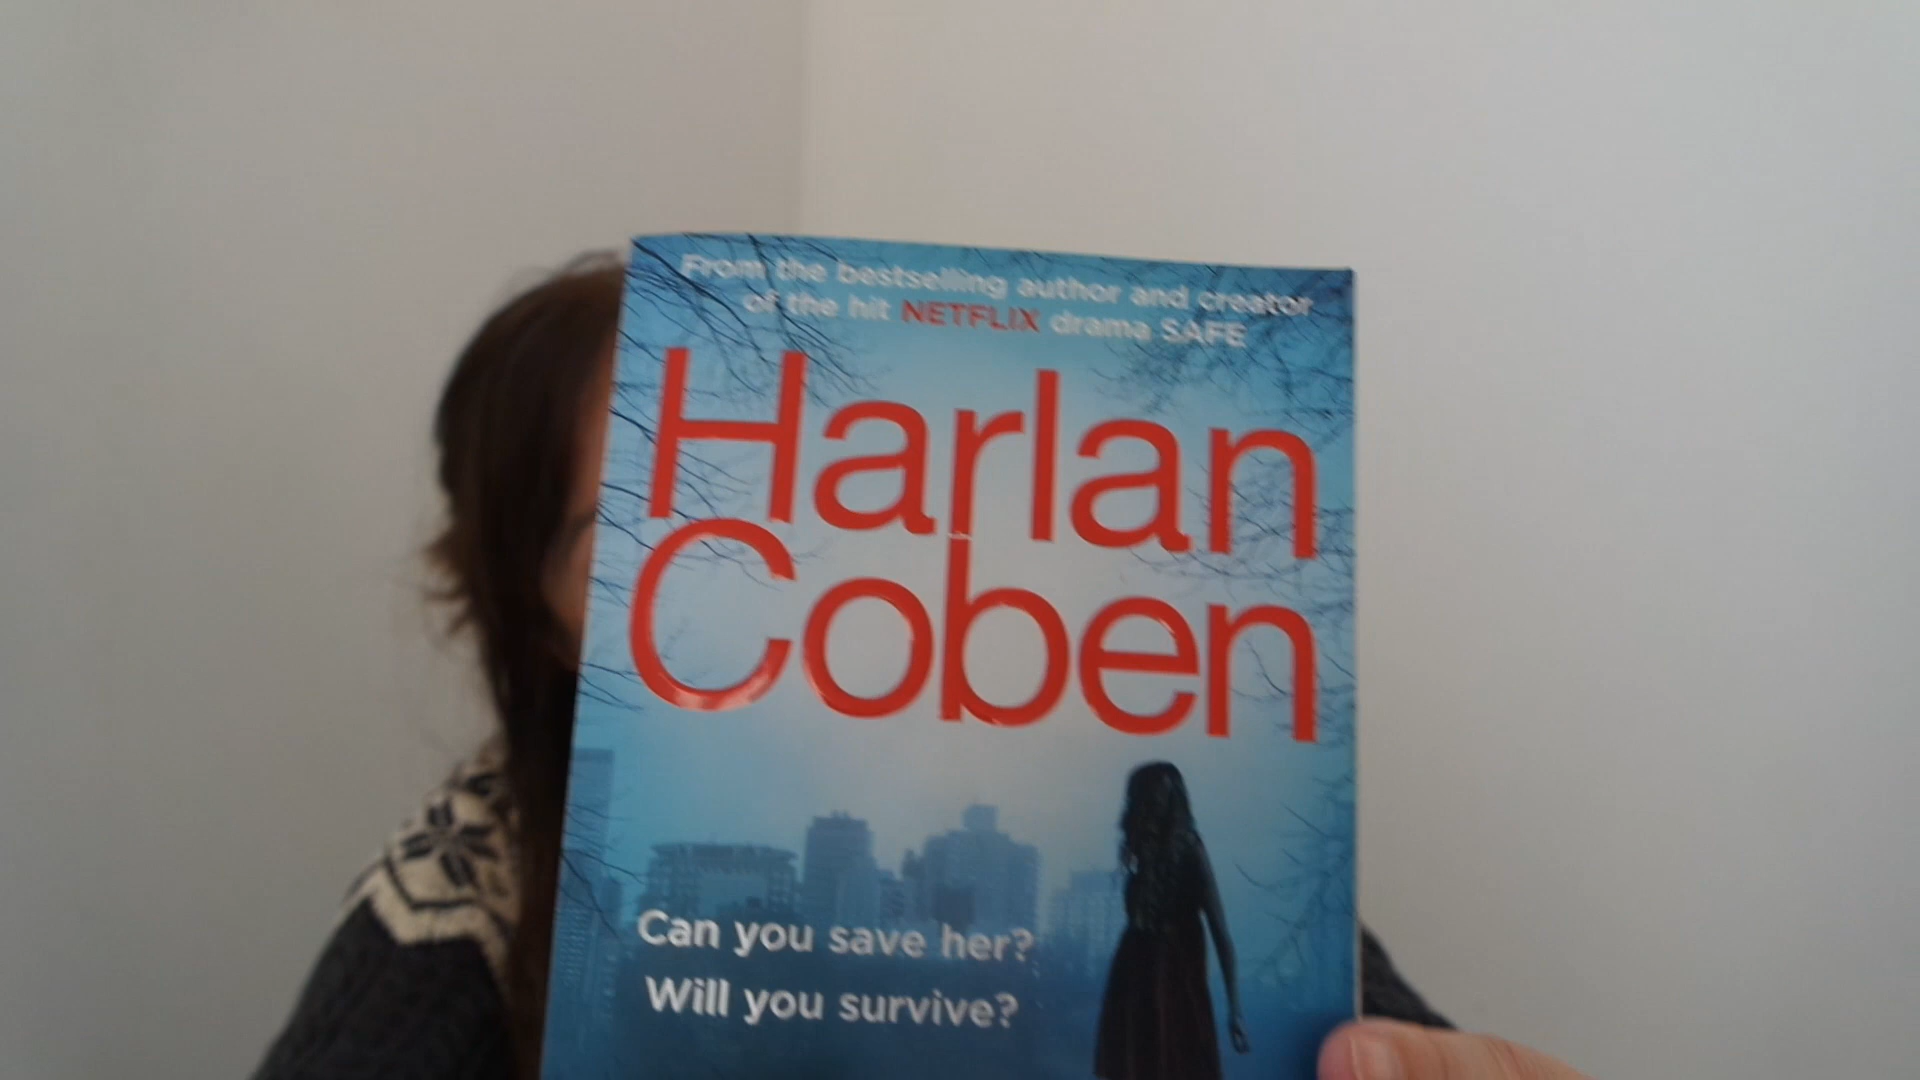 From the bestselling author and creator
of the hit NETFLIX drama SAFE
Harlan
Coben
Can you save her?
Will you survive?